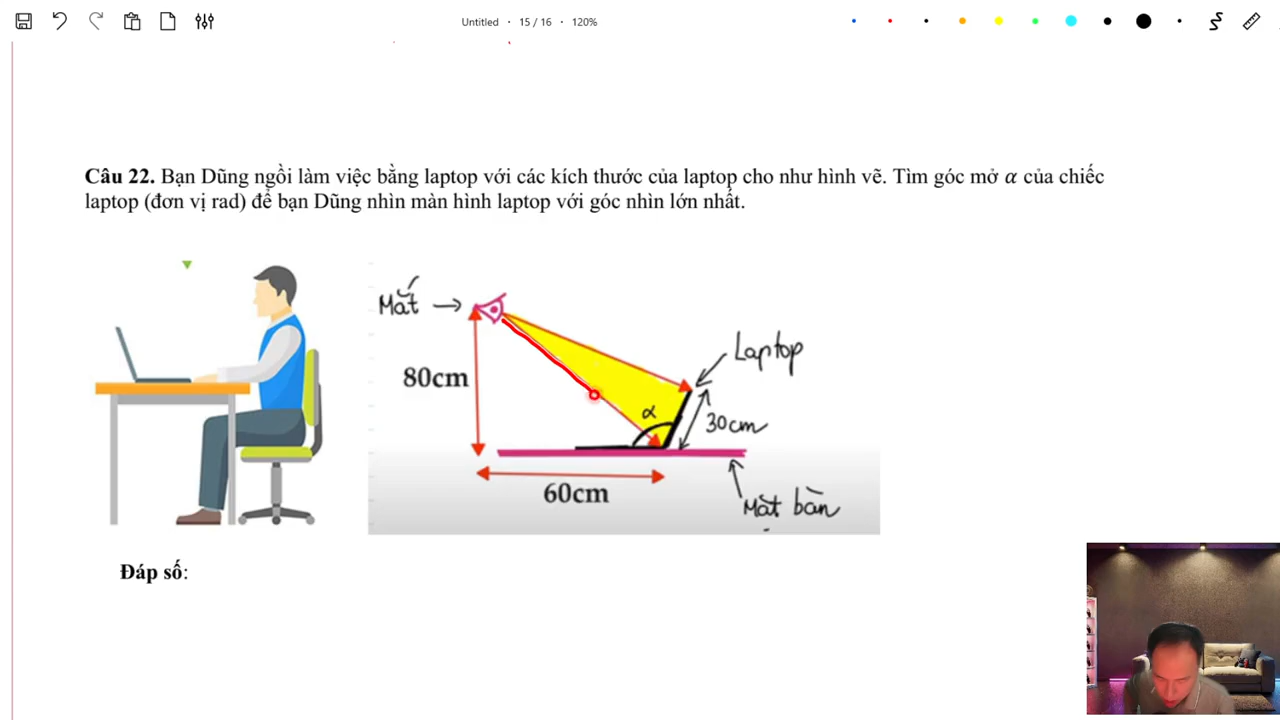 Untitled • 15 / 16 • 120%
Câu 22. Bạn Dũng ngồi làm việc bằng laptop với các kích thước của laptop cho như hình vẽ. Tìm góc mở α của chiếc
laptop (đơn vị rad) để bạn Dũng nhìn màn hình laptop với góc nhìn lớn nhất.
Mắt →
Laptop
80cm
α
30cm
60cm
Mặt bàn
Đáp số: